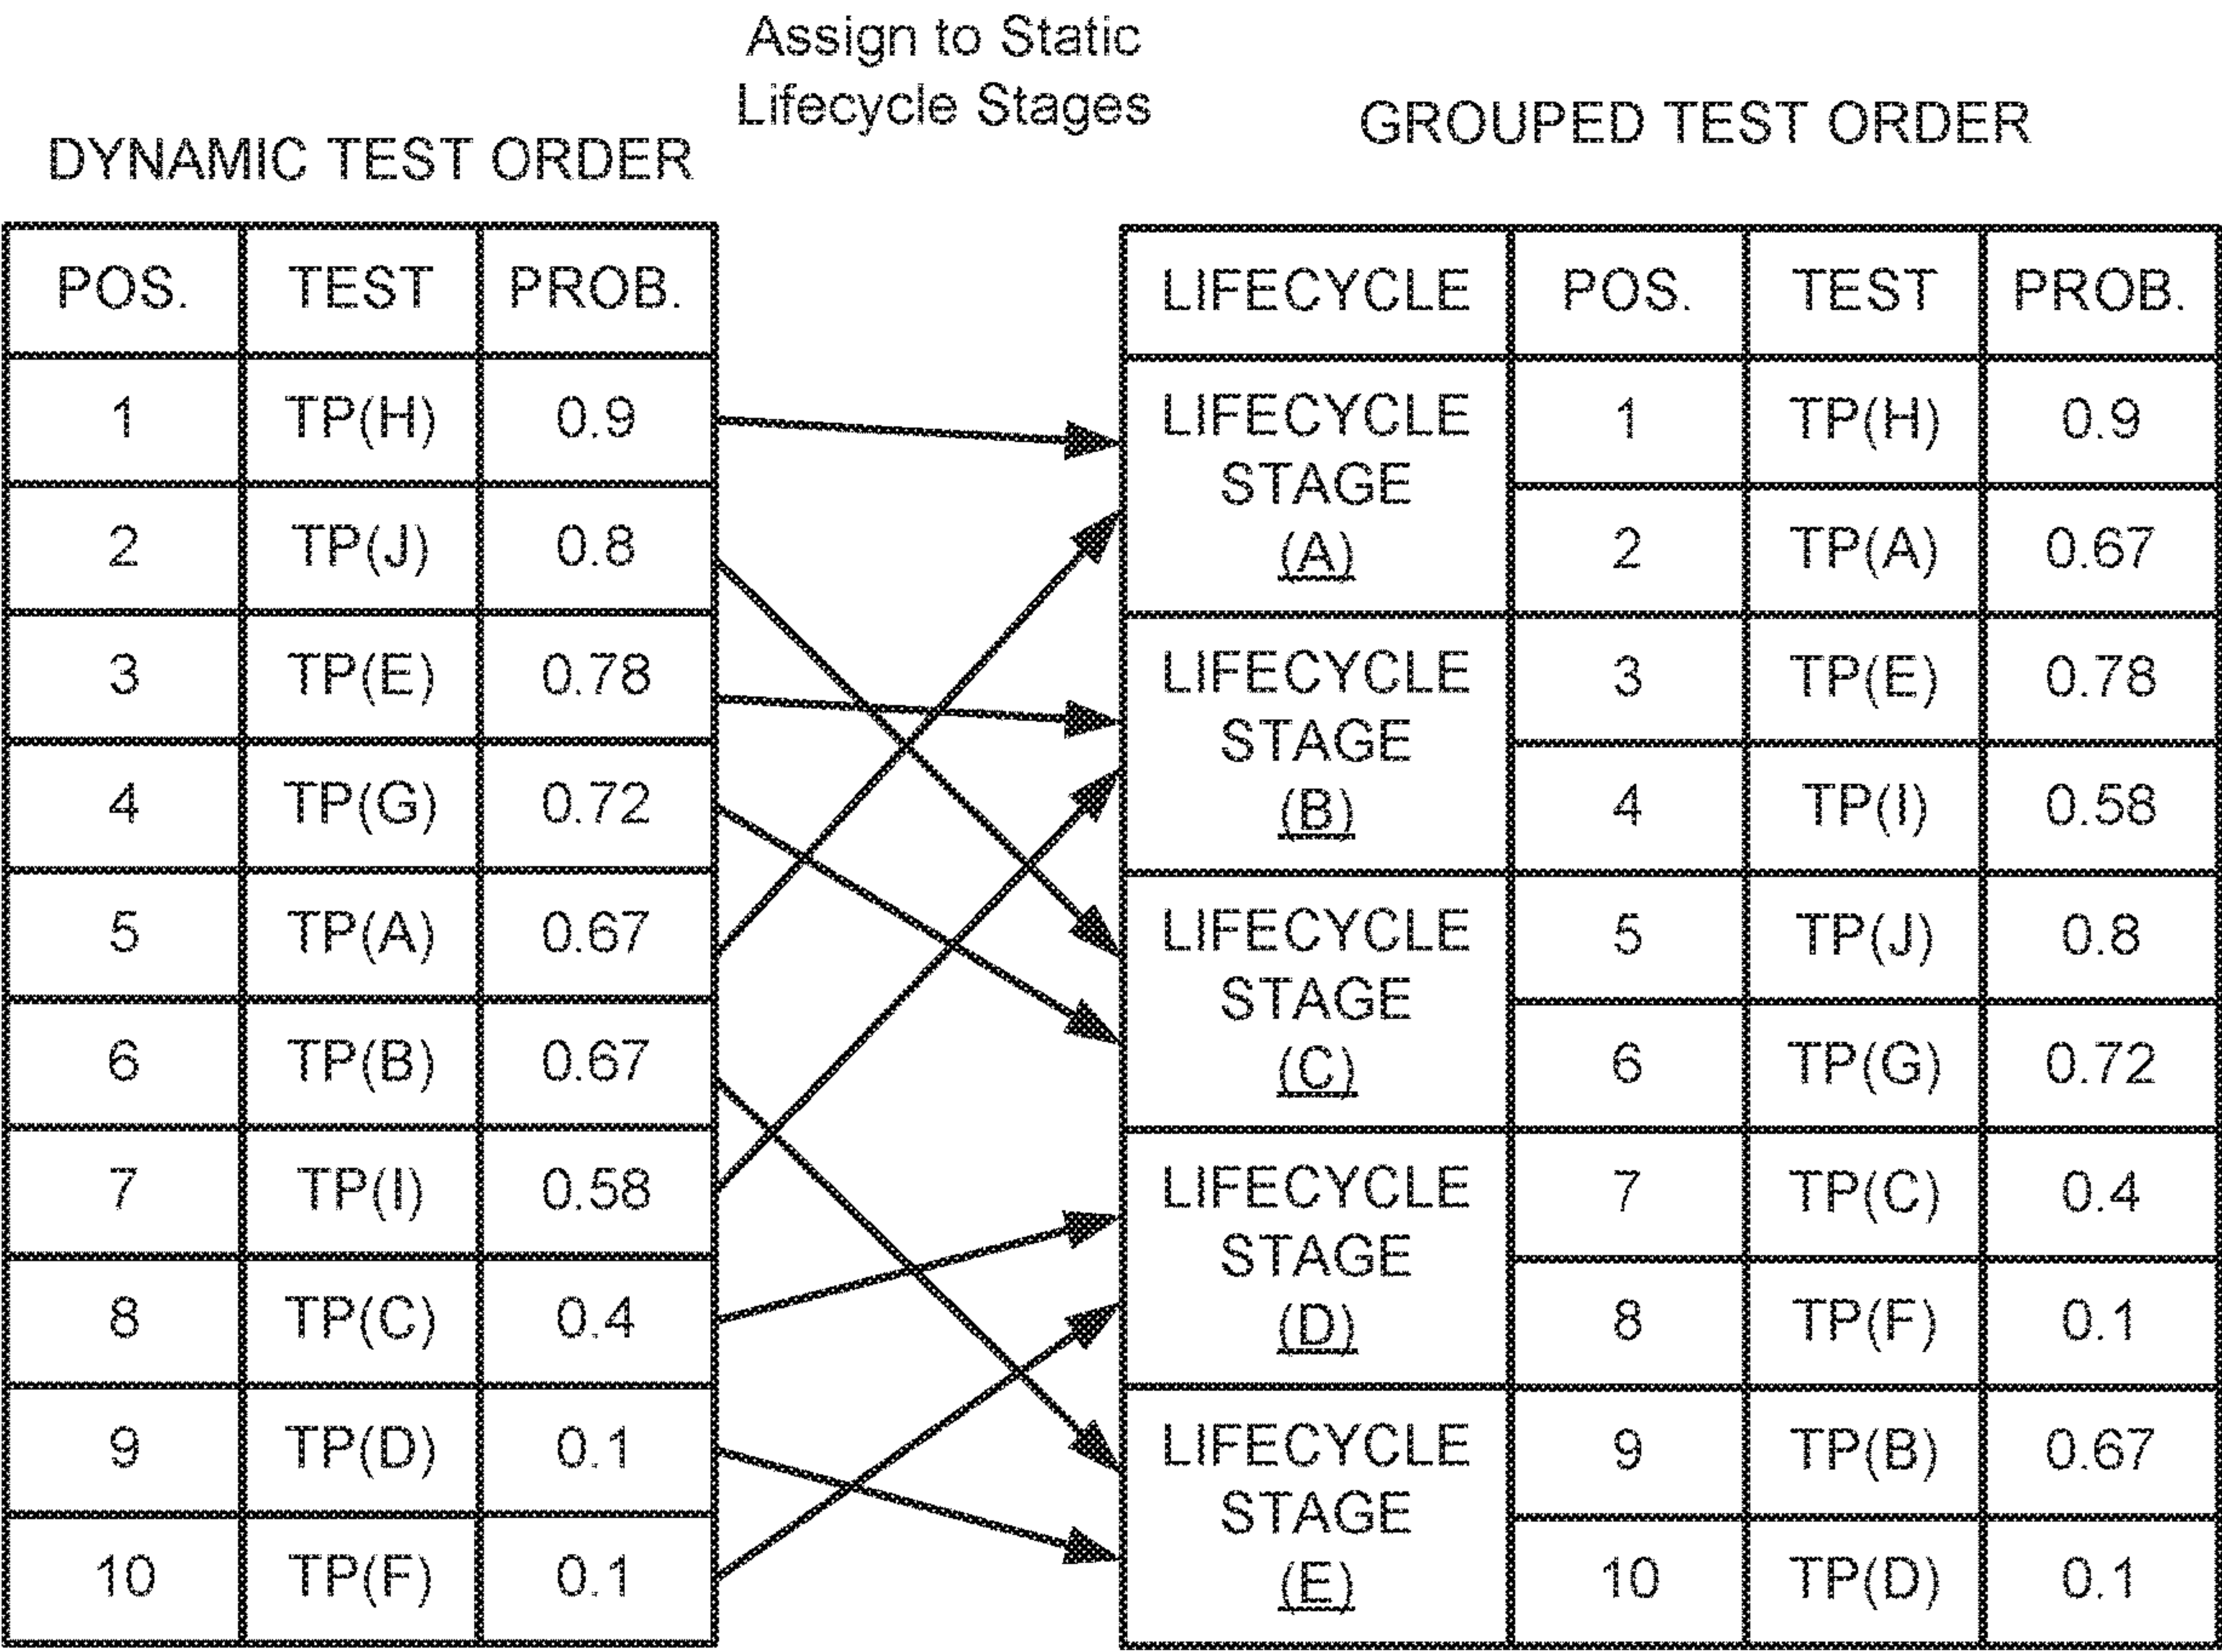 Assign to Static
Lifecycle Stages
DYNAMIC TEST ORDER
POS. TEST PROB.
1 TP(H) 0.9
2 TP(J) 0.8
3 TP(E) 0.78
4 TP(G) 0.72
5 TP(A) 0.67
6 TP(B) 0.67
7 TP(I) 0.58
8 TP(C) 0.4
9 TP(D) 0.1
10 TP(F) 0.1
GROUPED TEST ORDER
LIFECYCLE POS. TEST PROB.
LIFECYCLE
STAGE
(A)
1 TP(H) 0.9
2 TP(A) 0.67
LIFECYCLE
STAGE
(B)
3 TP(E) 0.78
4 TP(I) 0.58
LIFECYCLE
STAGE
(C)
5 TP(J) 0.8
6 TP(G) 0.72
LIFECYCLE
STAGE
(D)
7 TP(C) 0.4
8 TP(F) 0.1
LIFECYCLE
STAGE
(E)
9 TP(B) 0.67
10 TP(D) 0.1